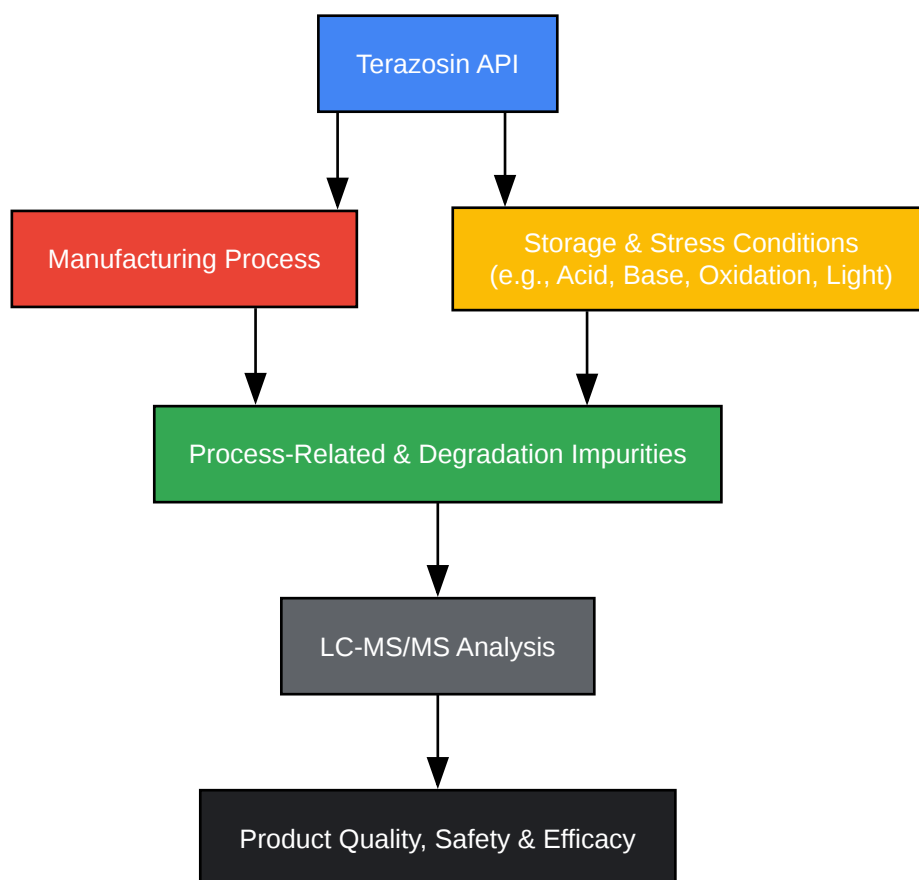 Terazosin API
Manufacturing Process
Storage & Stress Conditions
(e.g., Acid, Base, Oxidation, Light)
Process-Related & Degradation Impurities
LC-MS/MS Analysis
Product Quality, Safety & Efficacy